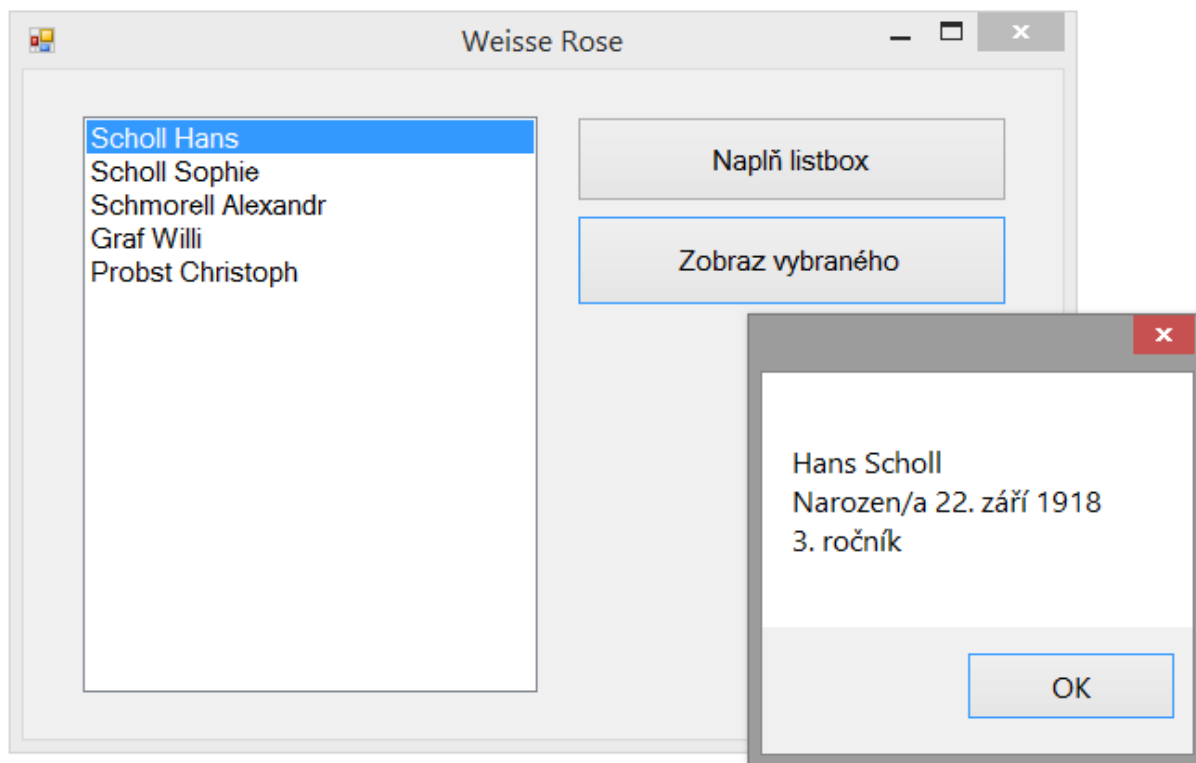 Weisse Rose
Scholl Hans
Scholl Sophie
Schmorell Alexandr
Graf Willi
Probst Christoph
Naplň listbox
Zobraz vybraného
Hans Scholl
Narozen/a 22. září 1918
3. ročník
OK